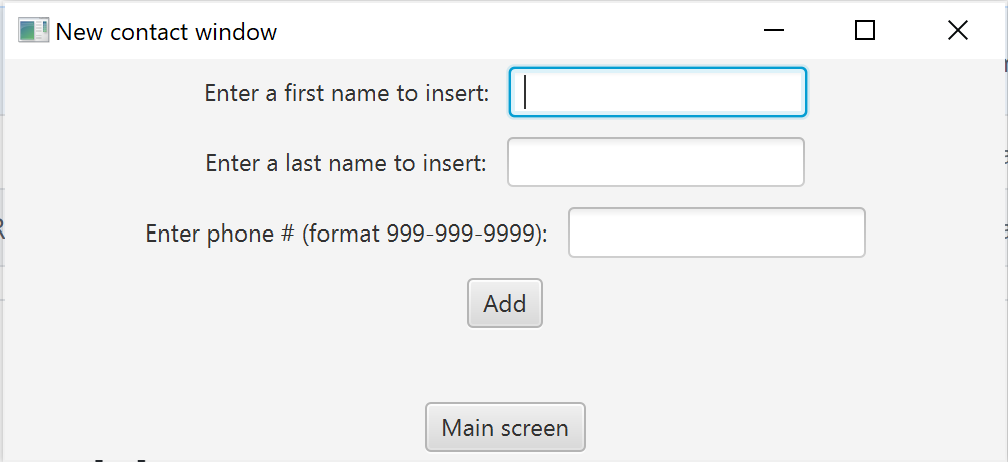 New contact window
Enter a first name to insert:
Enter a last name to insert:
Enter phone # (format 999-999-9999):
Add
Main screen